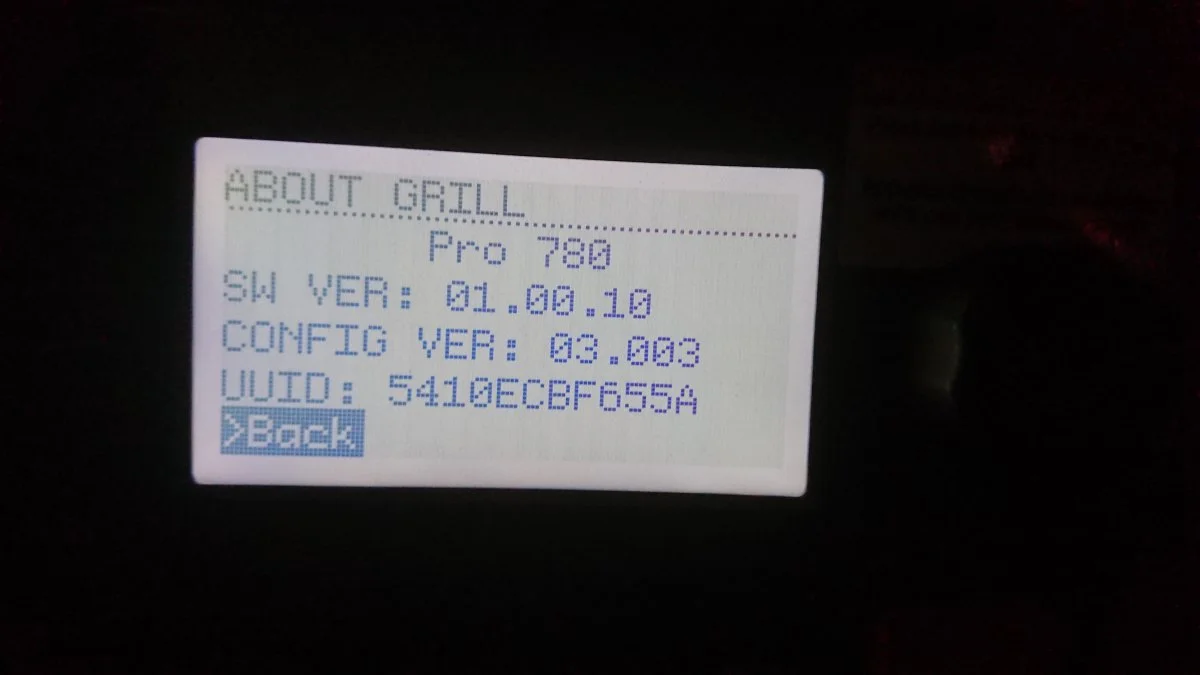 ABOUT GRILL
Pro 780
SW VER: 01.00.10
CONFIG VER: 03.003
UUID: 5410ECBF655A
>Back